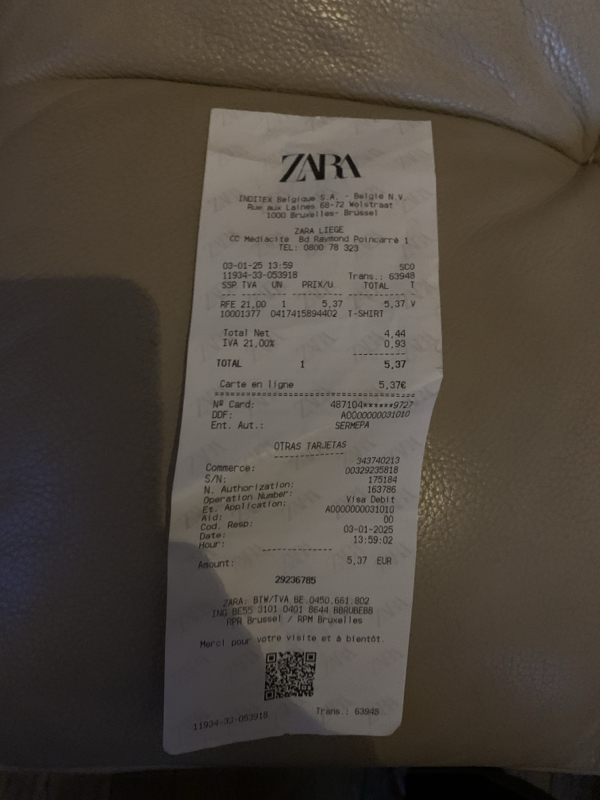 ZARA
INDITEX Belgique S.A. - België N.V.
Rue aux Laines 68-72 Wolstraat
1000 Bruxelles- Brüssel
ZARA LIEGE
CC Médiacité Bd Raymond Poincarré 1
TEL: 0800 78 323
03-01-25 13:59 SCO
11934-33-053918 Trans.: 63948
SSP TVA UN PRIX/U TOTAL T
RFE 21,00 1 5,37 5,37 V
10001377 0417415894402 T-SHIRT
Total Net 4,44
IVA 21,00% 0,93
TOTAL 1 5,37
Carte en ligne 5,37€
Nº Card: 487104******9727
DDF: A0000000031010
Ent. Aut.: SERMEPA
OTRAS TARJETAS
Commerce: 343740213
S/N: 00329235818
N. Authorization: 175184
Operation Number: 163786
Et. Application: Visa Debit
Aid: A0000000031010
Cod. Resp: 00
Date: 03-01-2025
Hour: 13:59:02
Amount: 5,37 EUR
29236785
ZARA: BTW/TVA BE 0450.661.802
ING BE55 3101 0401 8644 BBRUBEBB
RPR Brussel / RPM Bruxelles
Merci pour votre visite et à bientôt.
11934-33-053918 Trans.: 63948